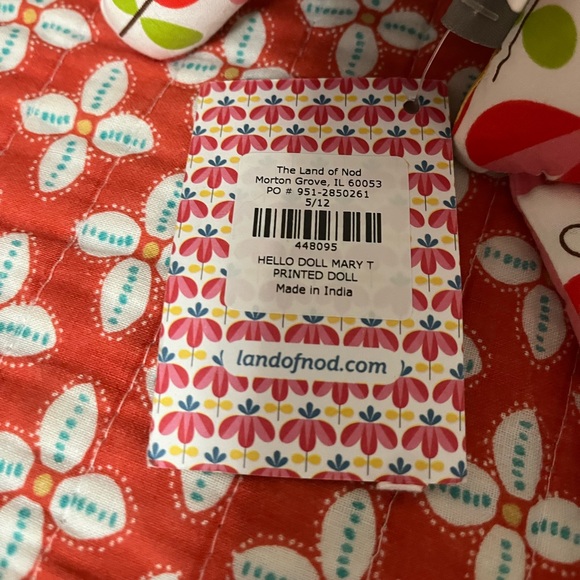 The Land of Nod
Morton Grove, IL 60053
PO # 951-2850261
5/12
448095
HELLO DOLL MARY T
PRINTED DOLL
Made in India
landofnod.com